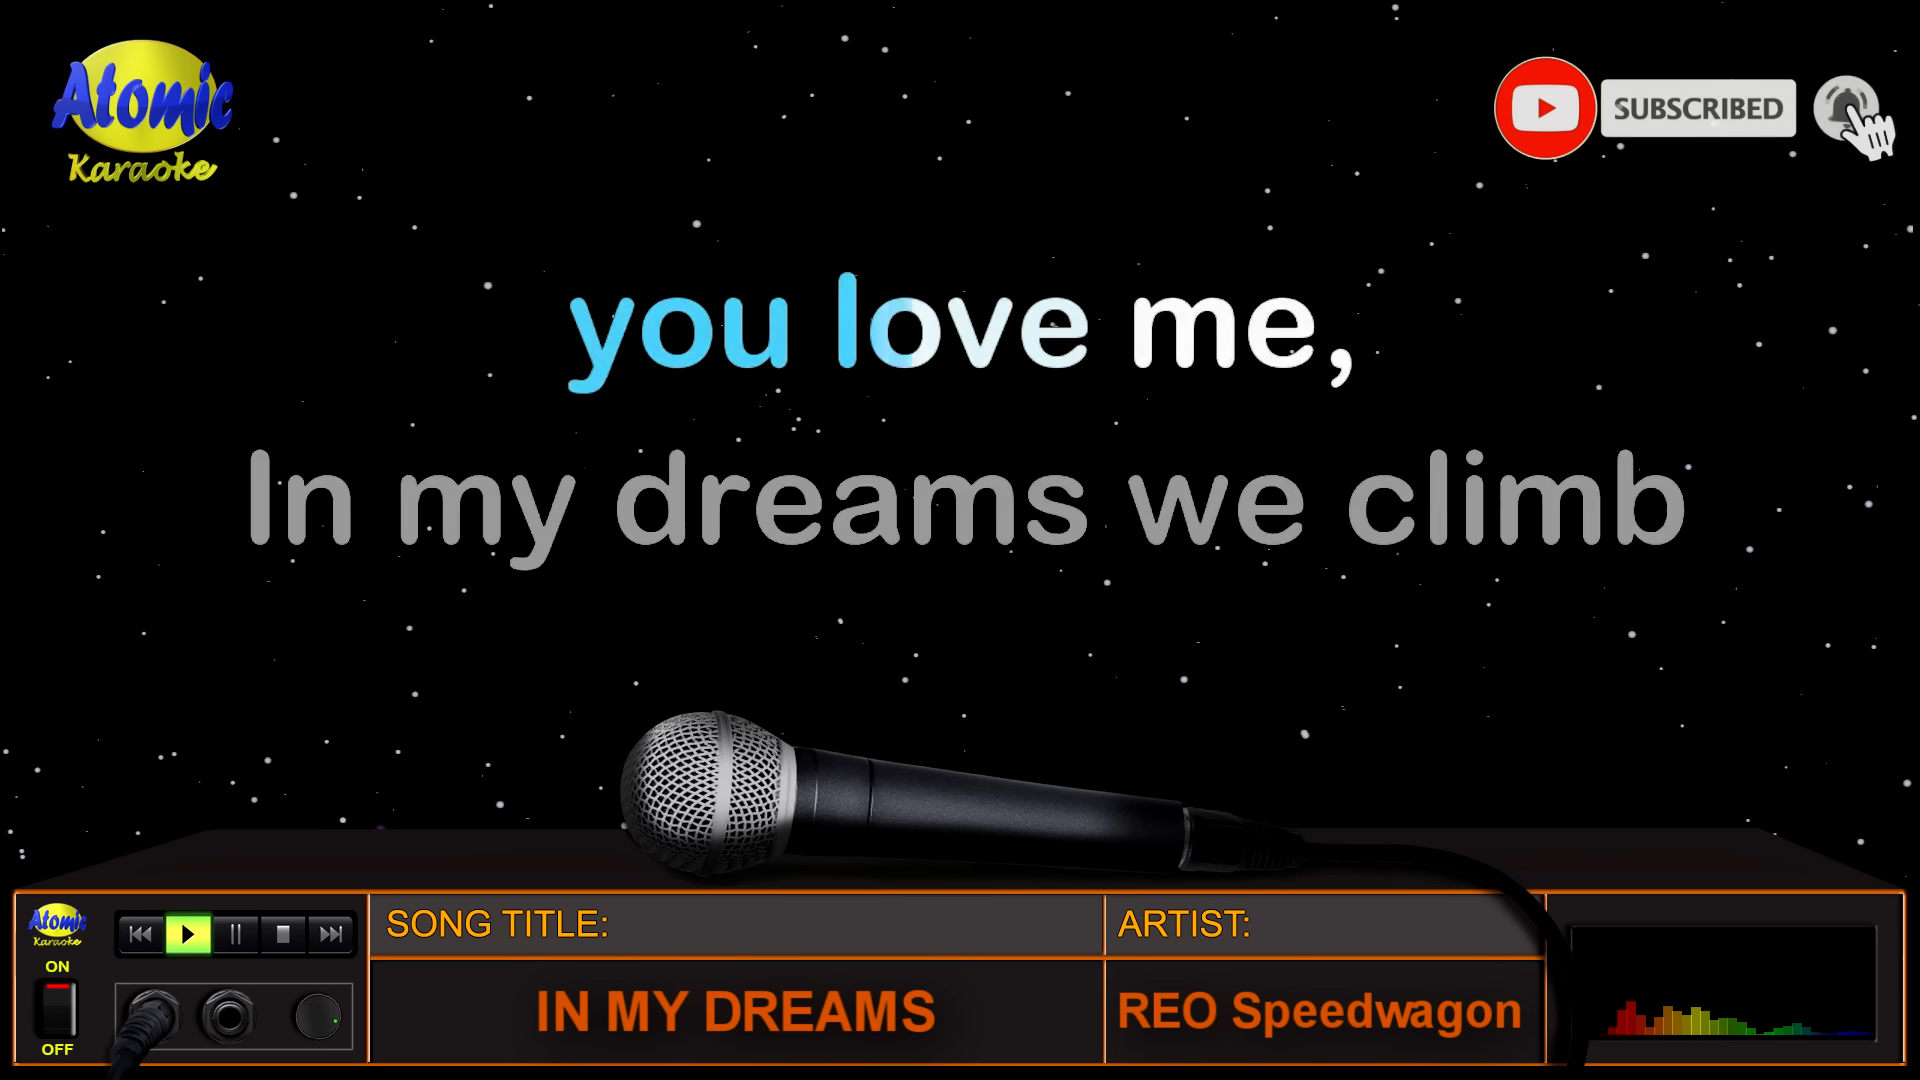 Atomic
Karaoke
SUBSCRIBED
you love me,
In my dreams we climb
Atomic
Karaoke
ON
OFF
SONG TITLE:
IN MY DREAMS
ARTIST:
REO Speedwagon